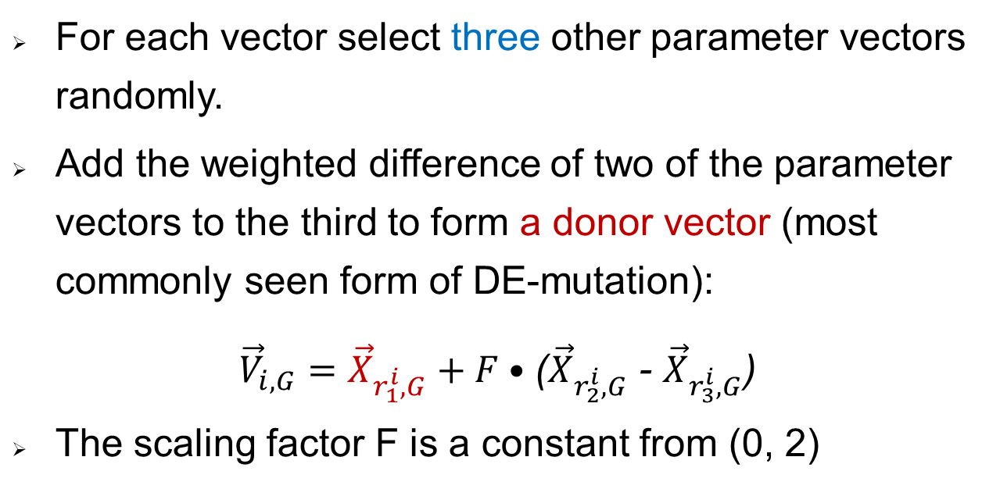 ➢ For each vector select three other parameter vectors
randomly.
➢ Add the weighted difference of two of the parameter
vectors to the third to form a donor vector (most
commonly seen form of DE-mutation):
$\vec{V}_{i,G} = \vec{X}_{r_1^i,G} + F \bullet (\vec{X}_{r_2^i,G} - \vec{X}_{r_3^i,G})$
➢ The scaling factor F is a constant from (0, 2)